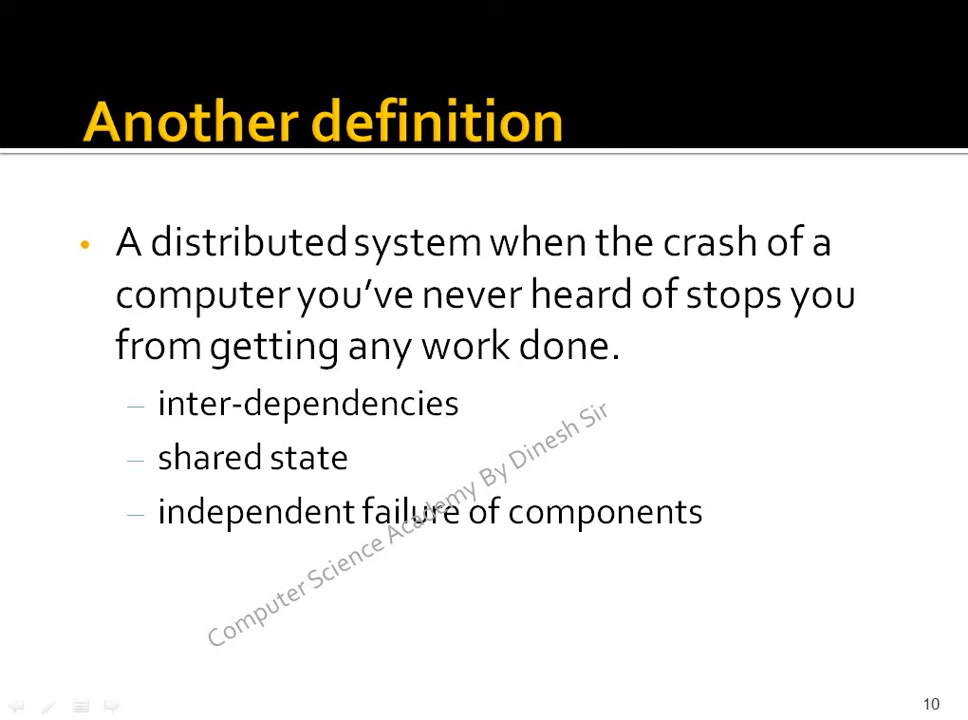 Another definition
• A distributed system when the crash of a
computer you've never heard of stops you
from getting any work done.
– inter-dependencies
– shared state
– independent failure of components
Computer Science Academy By Dinesh Sir
10